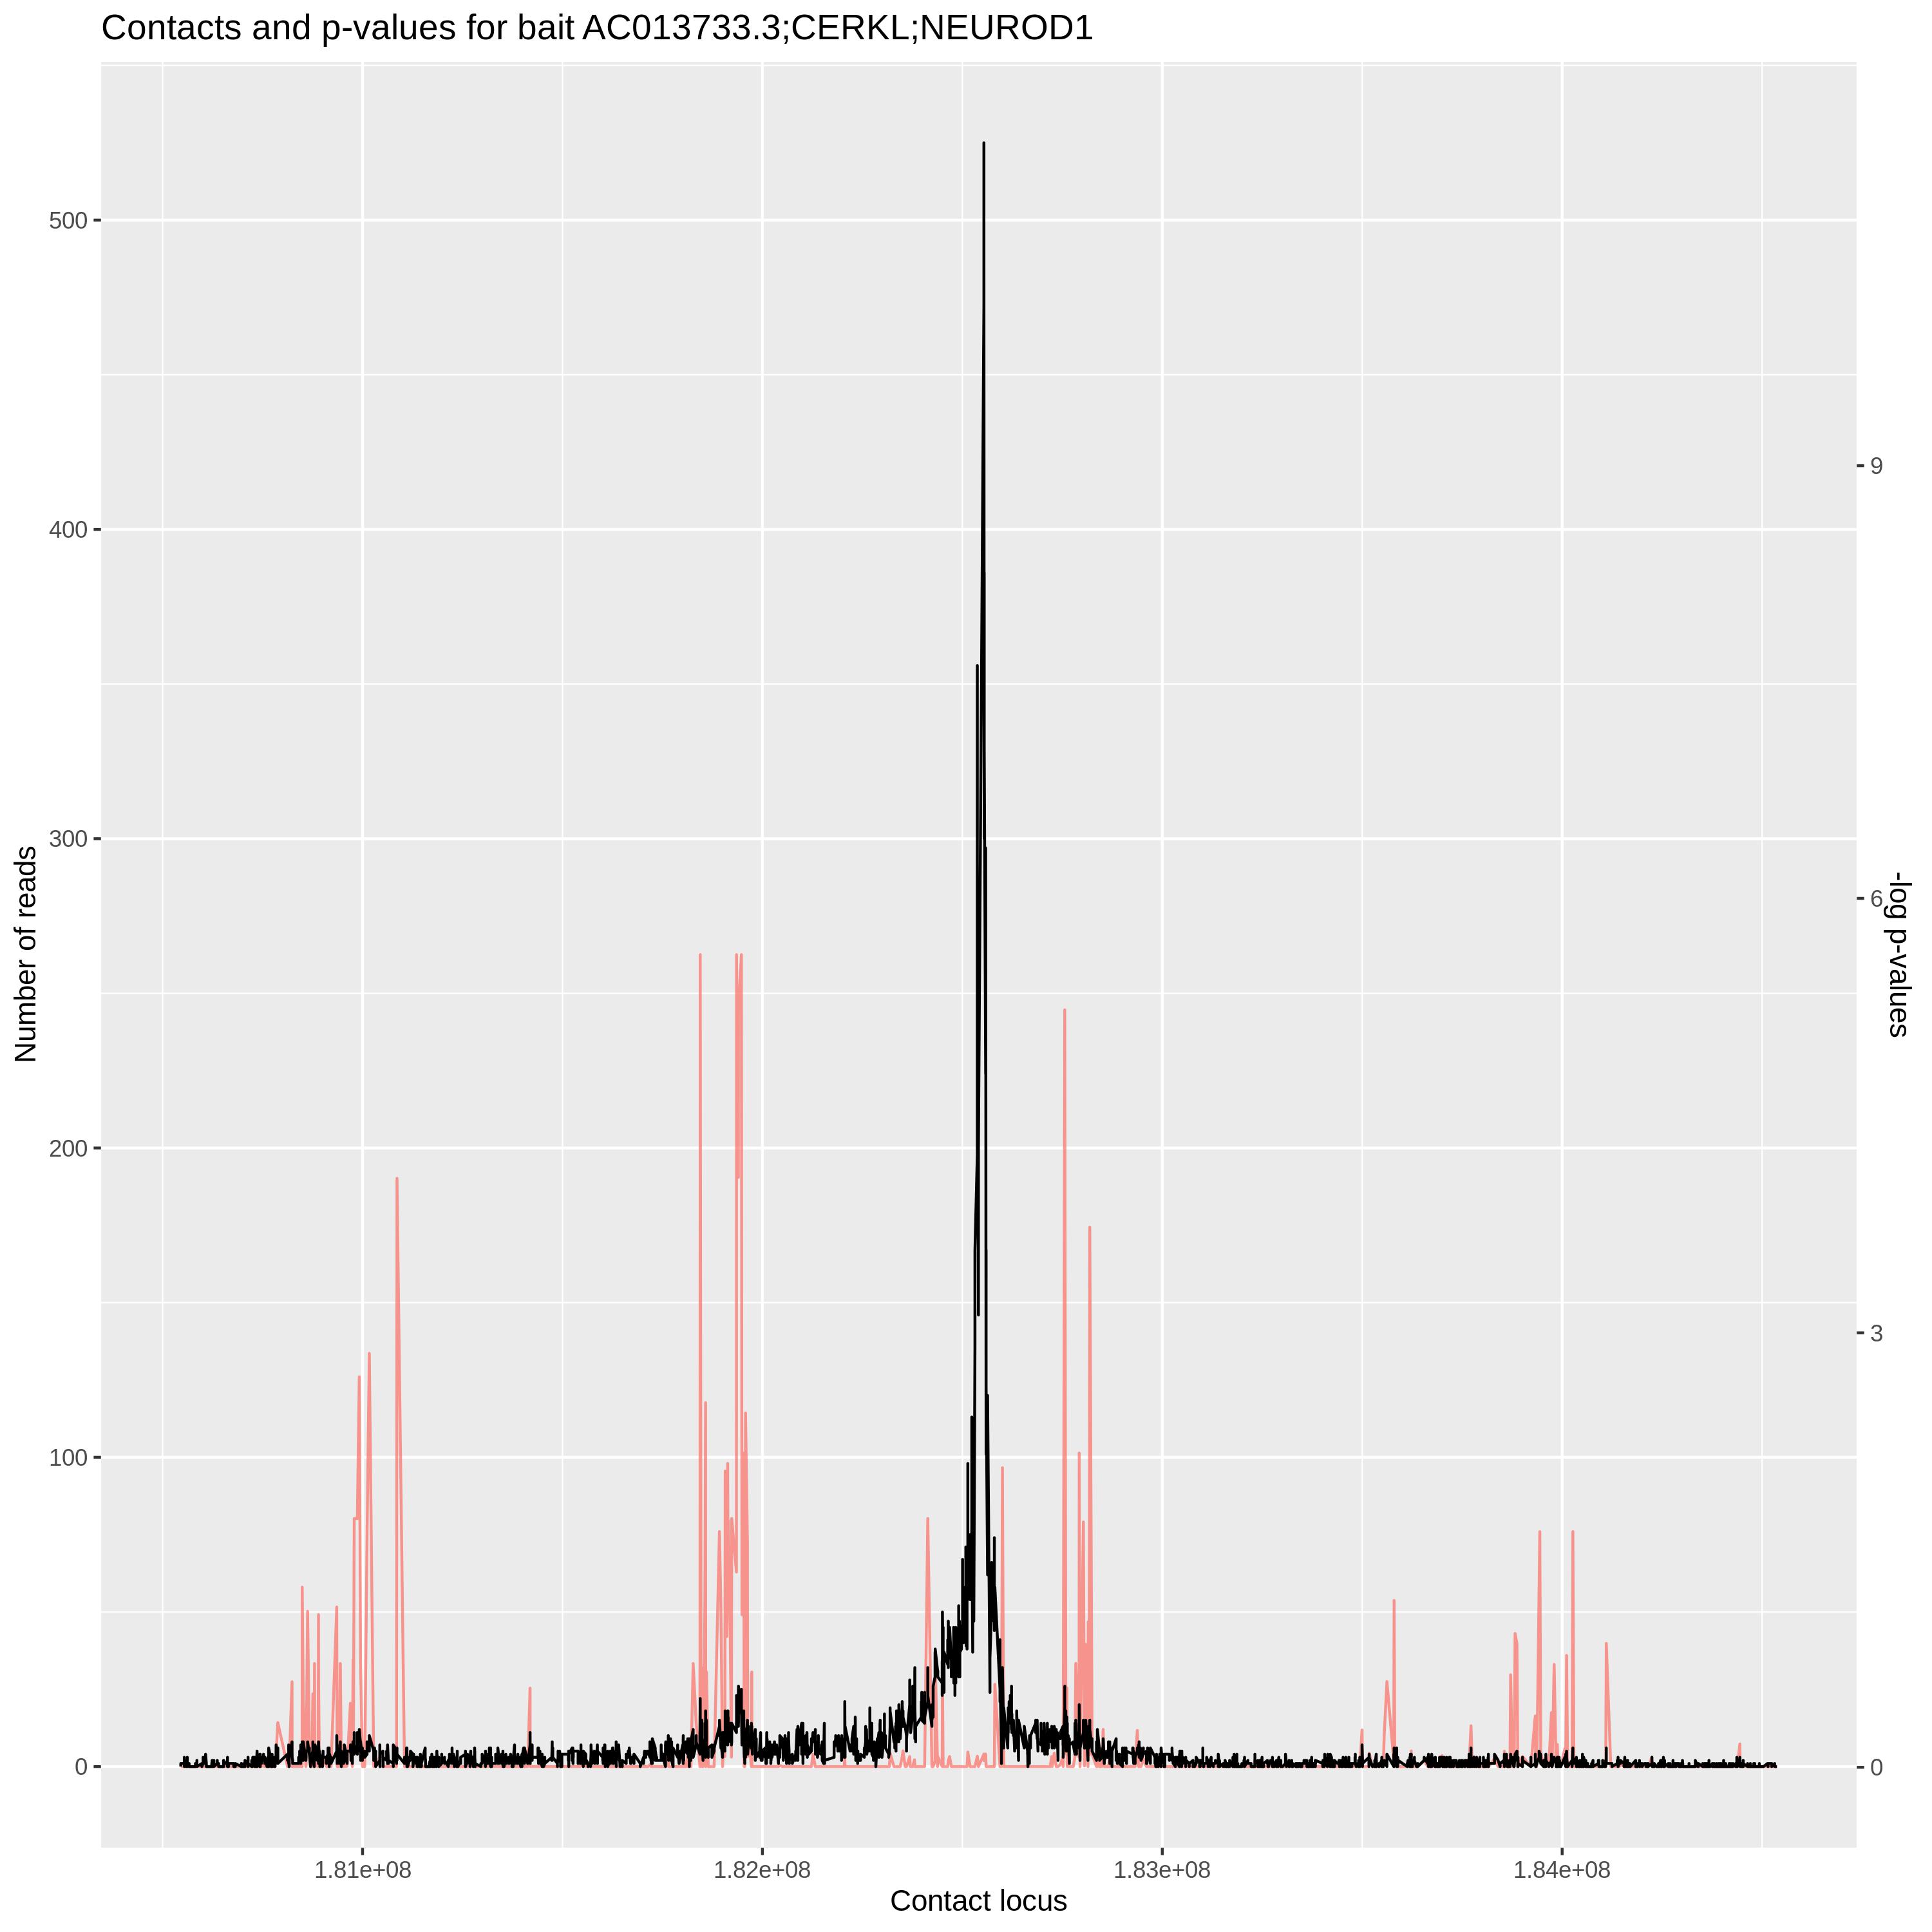 Contacts and p-values for bait AC013733.3;CERKL;NEUROD1
500
400
300
200
100
0
Number of reads
9
6
3
0
-log p-values
1.81e+08
1.82e+08
1.83e+08
1.84e+08
Contact locus